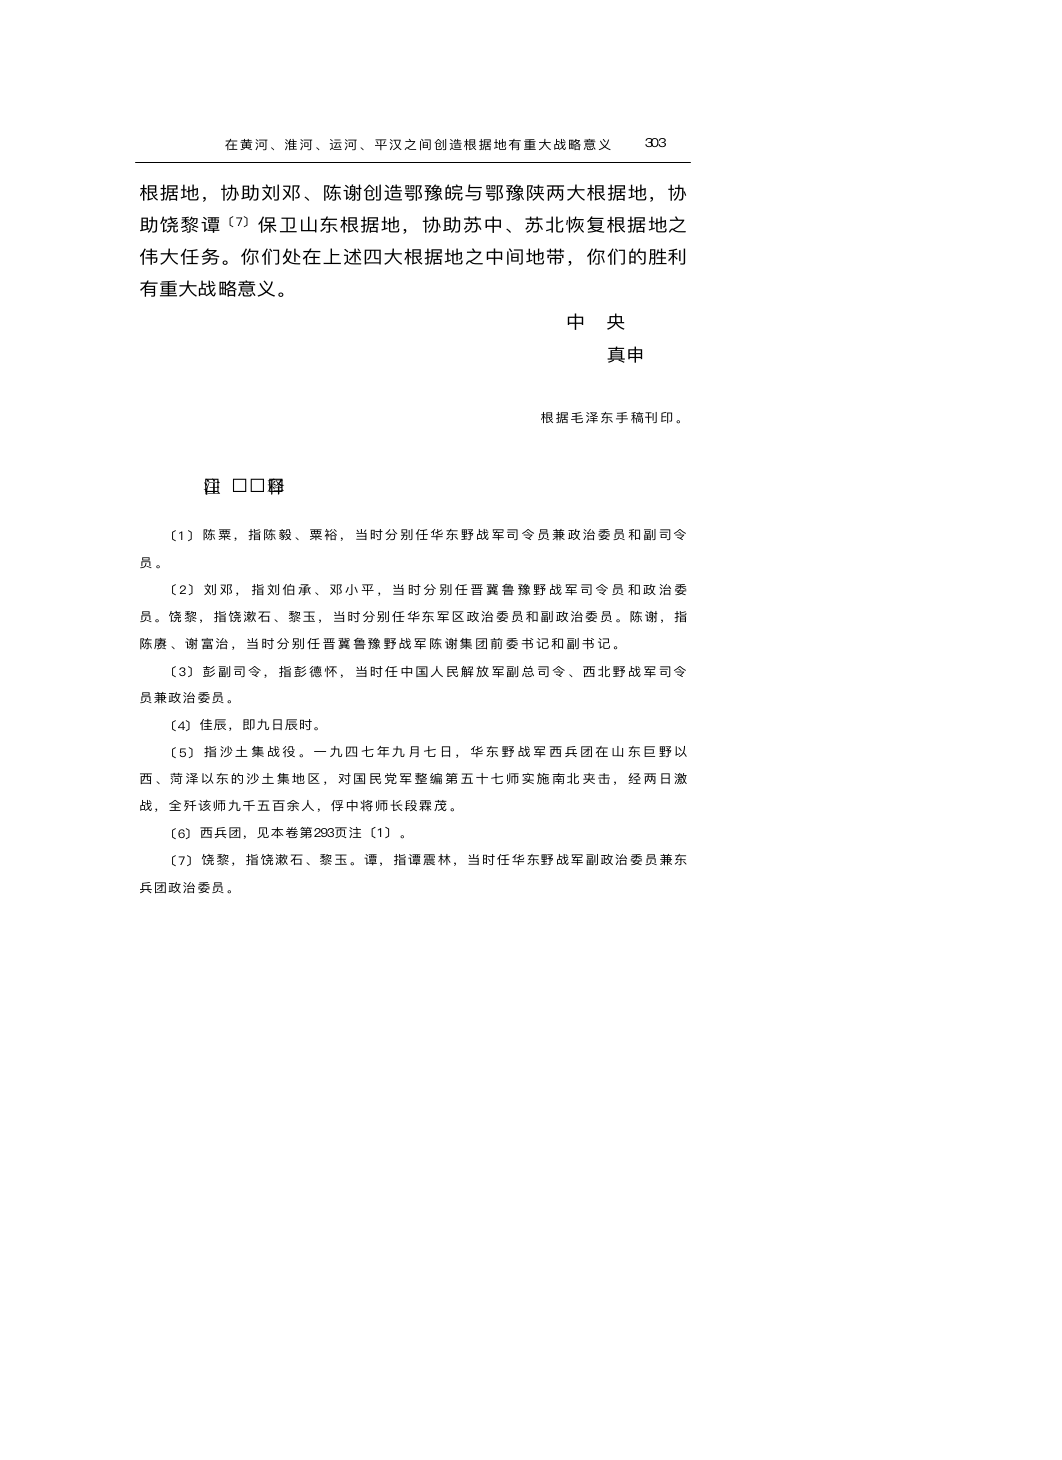 在黄河、淮河、运河、平汉之间创造根据地有重大战略意义 303
根据地，协助刘邓、陈谢创造鄂豫皖与鄂豫陕两大根据地，协
助饶黎谭〔7〕保卫山东根据地，协助苏中、苏北恢复根据地之
伟大任务。你们处在上述四大根据地之中间地带，你们的胜利
有重大战略意义。
中　央
真申
根据毛泽东手稿刊印。
注 □□释
〔1〕陈粟，指陈毅、粟裕，当时分别任华东野战军司令员兼政治委员和副司令
员。
〔2〕刘邓，指刘伯承、邓小平，当时分别任晋冀鲁豫野战军司令员和政治委
员。饶黎，指饶漱石、黎玉，当时分别任华东军区政治委员和副政治委员。陈谢，指
陈赓、谢富治，当时分别任晋冀鲁豫野战军陈谢集团前委书记和副书记。
〔3〕彭副司令，指彭德怀，当时任中国人民解放军副总司令、西北野战军司令
员兼政治委员。
〔4〕佳辰，即九日辰时。
〔5〕指沙土集战役。一九四七年九月七日，华东野战军西兵团在山东巨野以
西、菏泽以东的沙土集地区，对国民党军整编第五十七师实施南北夹击，经两日激
战，全歼该师九千五百余人，俘中将师长段霖茂。
〔6〕西兵团，见本卷第293页注〔1〕。
〔7〕饶黎，指饶漱石、黎玉。谭，指谭震林，当时任华东野战军副政治委员兼东
兵团政治委员。